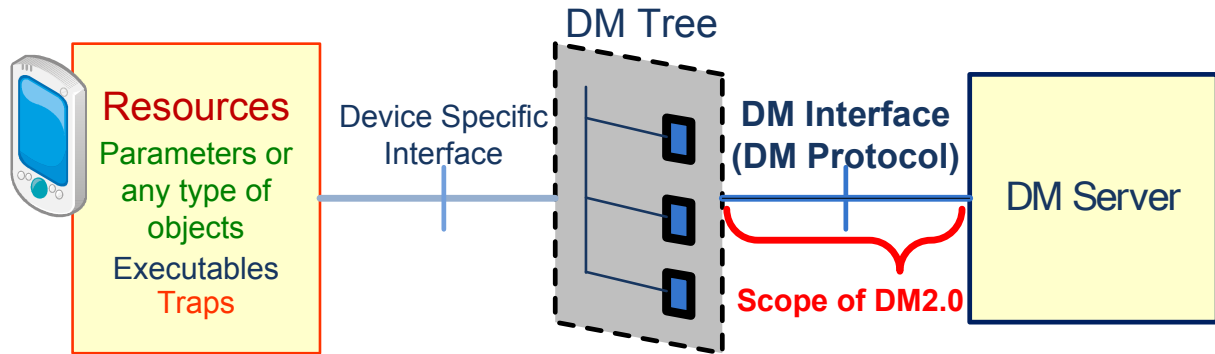 DM Tree
Resources
Parameters or
any type of
objects
Executables
Traps
Device Specific
Interface
DM Interface
(DM Protocol)
Scope of DM2.0
DM Server